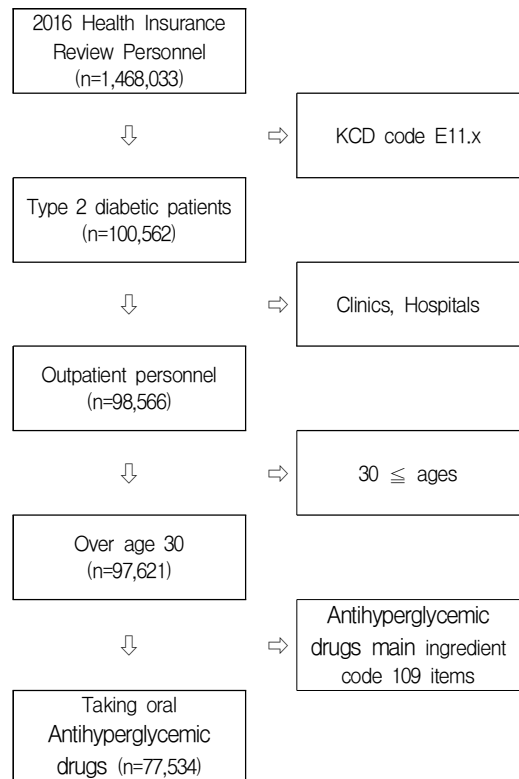 2016 Health Insurance
Review Personnel
(n=1,468,033)
⇩
⇨
KCD code E11.x
Type 2 diabetic patients
(n=100,562)
⇩
⇨
Clinics, Hospitals
Outpatient personnel
(n=98,566)
⇩
⇨
30 ≦ ages
Over age 30
(n=97,621)
⇩
⇨
Antihyperglycemic
drugs main ingredient
code 109 items
Taking oral
Antihyperglycemic
drugs (n=77,534)